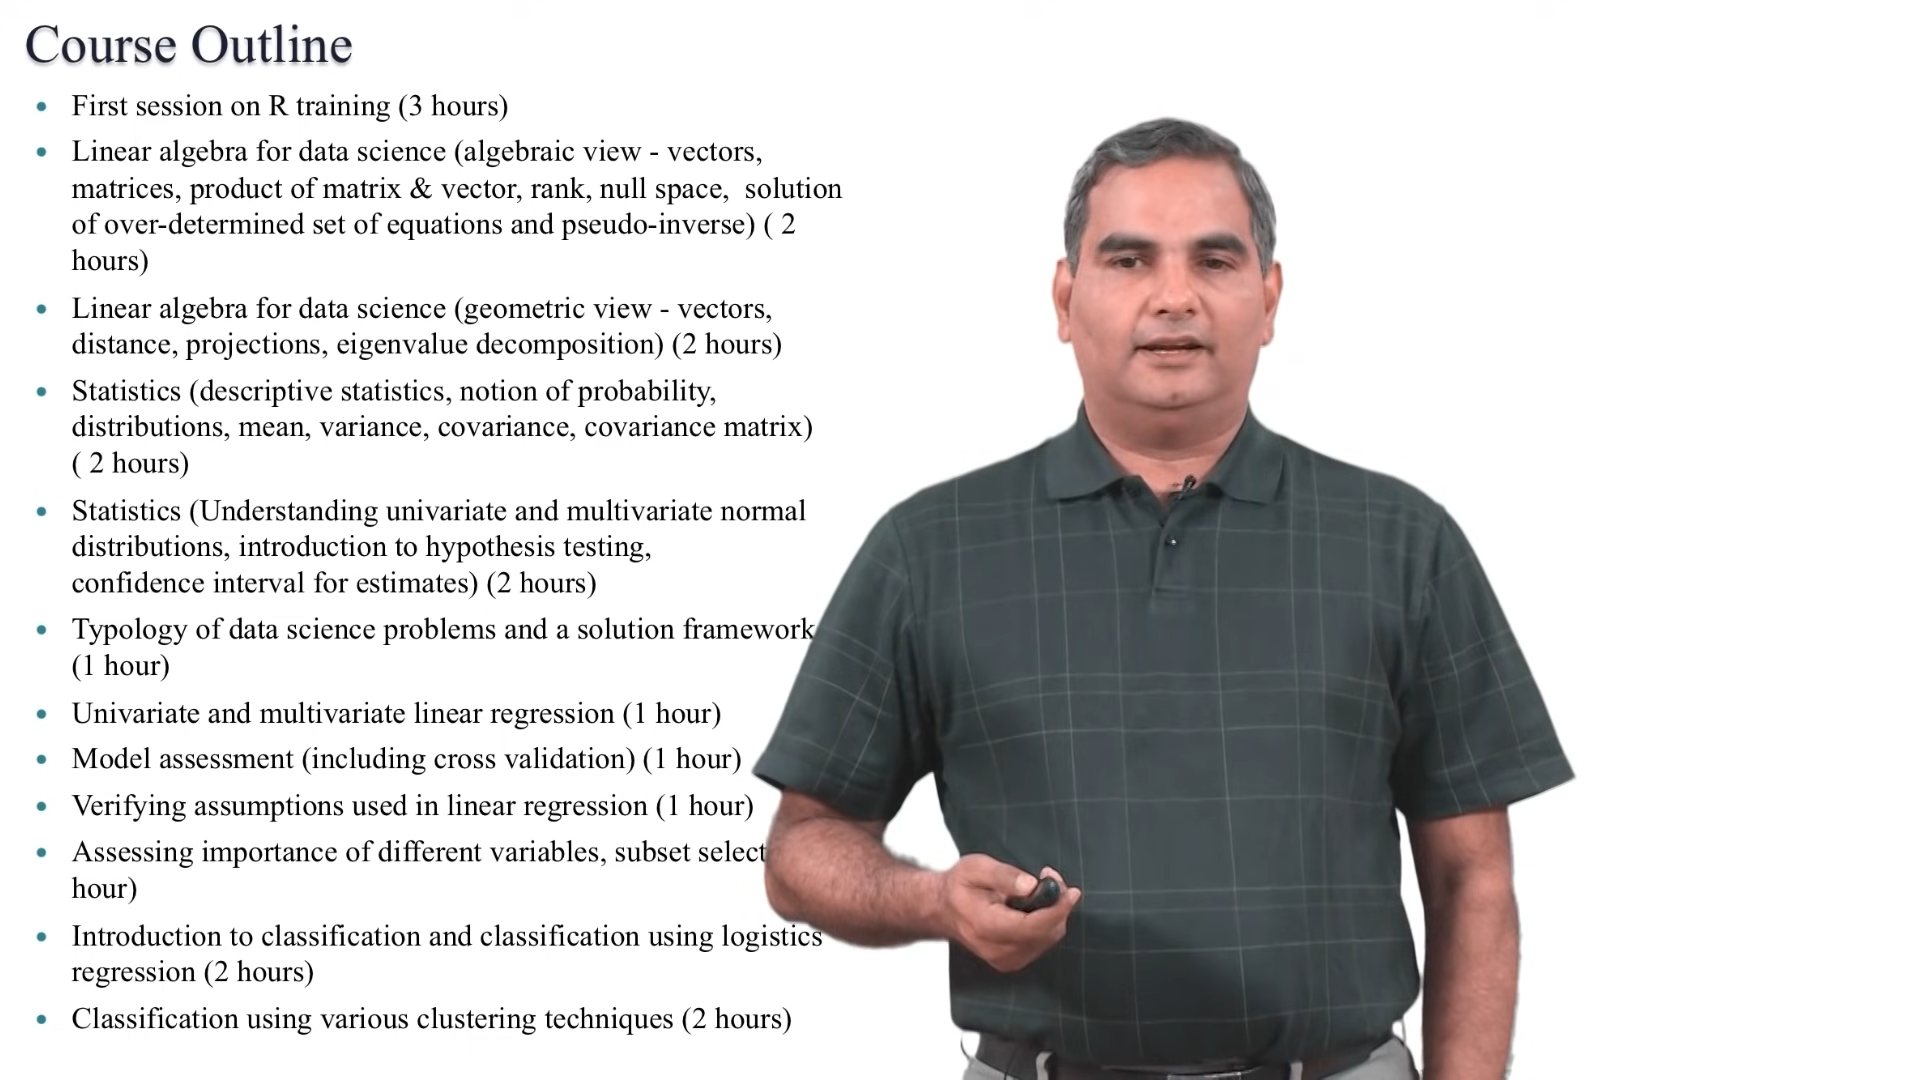 Course Outline
• First session on R training (3 hours)
• Linear algebra for data science (algebraic view - vectors,
matrices, product of matrix & vector, rank, null space, solution
of over-determined set of equations and pseudo-inverse) ( 2
hours)
• Linear algebra for data science (geometric view - vectors,
distance, projections, eigenvalue decomposition) (2 hours)
• Statistics (descriptive statistics, notion of probability,
distributions, mean, variance, covariance, covariance matrix)
( 2 hours)
• Statistics (Understanding univariate and multivariate normal
distributions, introduction to hypothesis testing,
confidence interval for estimates) (2 hours)
• Typology of data science problems and a solution framework
(1 hour)
• Univariate and multivariate linear regression (1 hour)
• Model assessment (including cross validation) (1 hour)
• Verifying assumptions used in linear regression (1 hour)
• Assessing importance of different variables, subset select
hour)
• Introduction to classification and classification using logistics
regression (2 hours)
• Classification using various clustering techniques (2 hours)